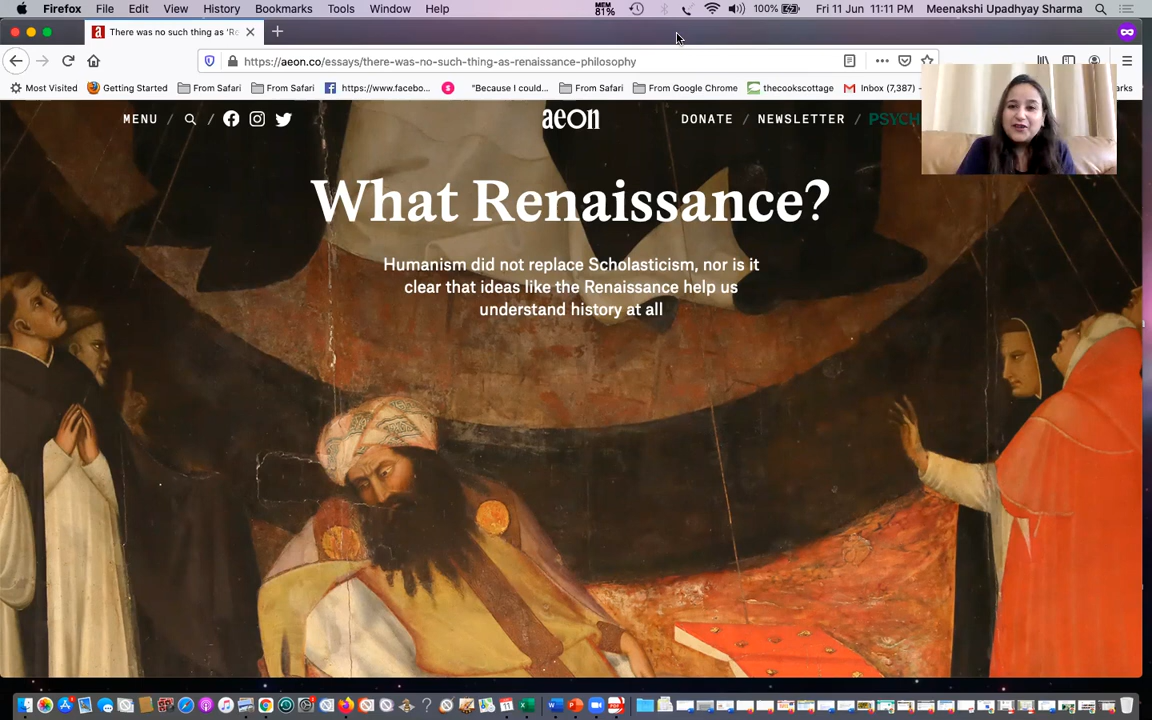 Firefox File Edit View History Bookmarks Tools Window Help MEM 81% 100% Fri 11 Jun 11:11 PM Meenakshi Upadhyay Sharma
There was no such thing as 'Re
https://aeon.co/essays/there-was-no-such-thing-as-renaissance-philosophy
Most Visited Getting Started From Safari From Safari https://www.facebo... "Because I could... From Safari From Google Chrome thecookscottage Inbox (7,387) -
MENU / / aeon DONATE / NEWSLETTER / PSYCH
What Renaissance?
Humanism did not replace Scholasticism, nor is it
clear that ideas like the Renaissance help us
understand history at all